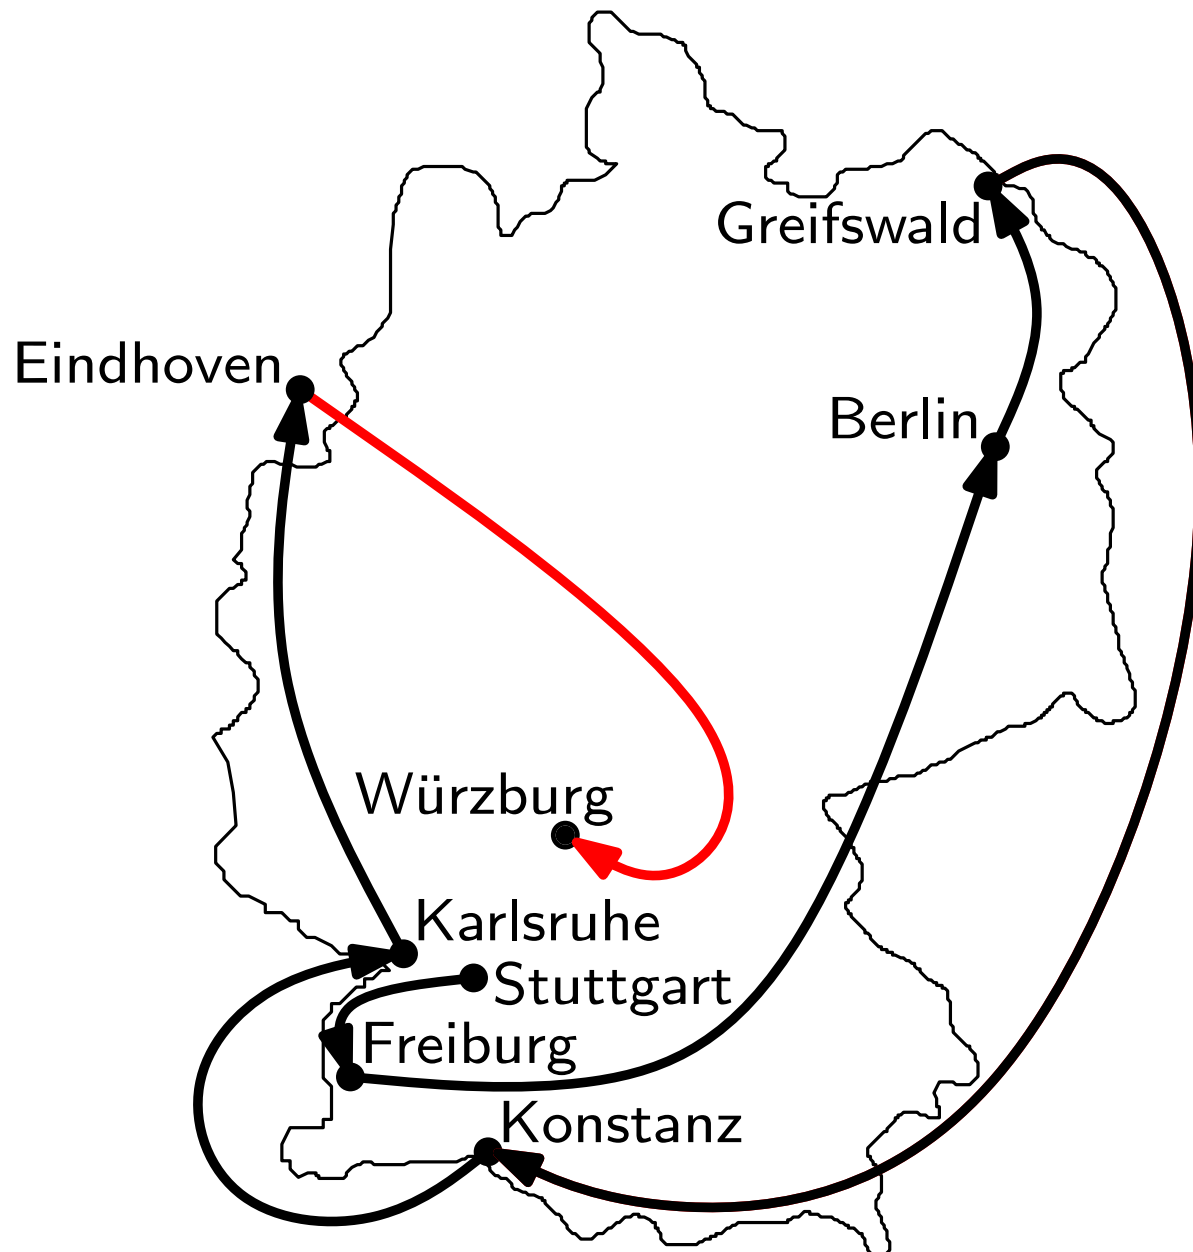 Greifswald
Eindhoven
Berlin
Würzburg
Karlsruhe
Stuttgart
Freiburg
Konstanz